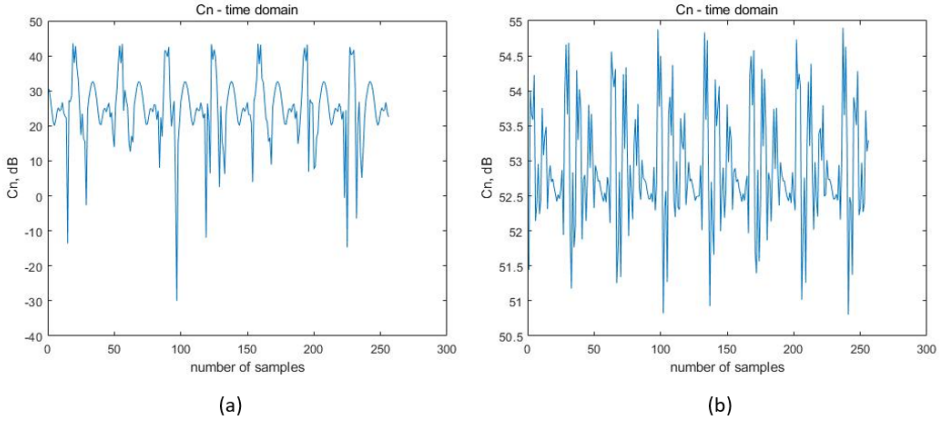 Cn - time domain
50
40
30
20
10
0
-10
-20
-30
-40
Cn, dB
0 50 100 150 200 250 300
number of samples
(a)
Cn - time domain
55
54.5
54
53.5
53
52.5
52
51.5
51
50.5
Cn, dB
0 50 100 150 200 250 300
number of samples
(b)